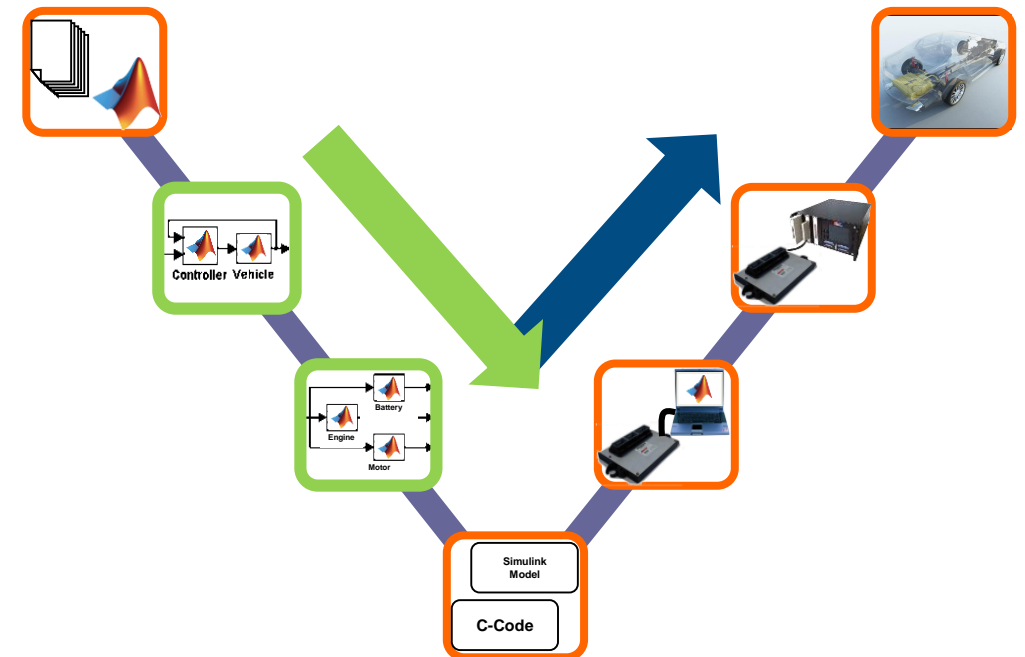 Controller Vehicle
Battery
Engine
Motor
Simulink
Model
C-Code